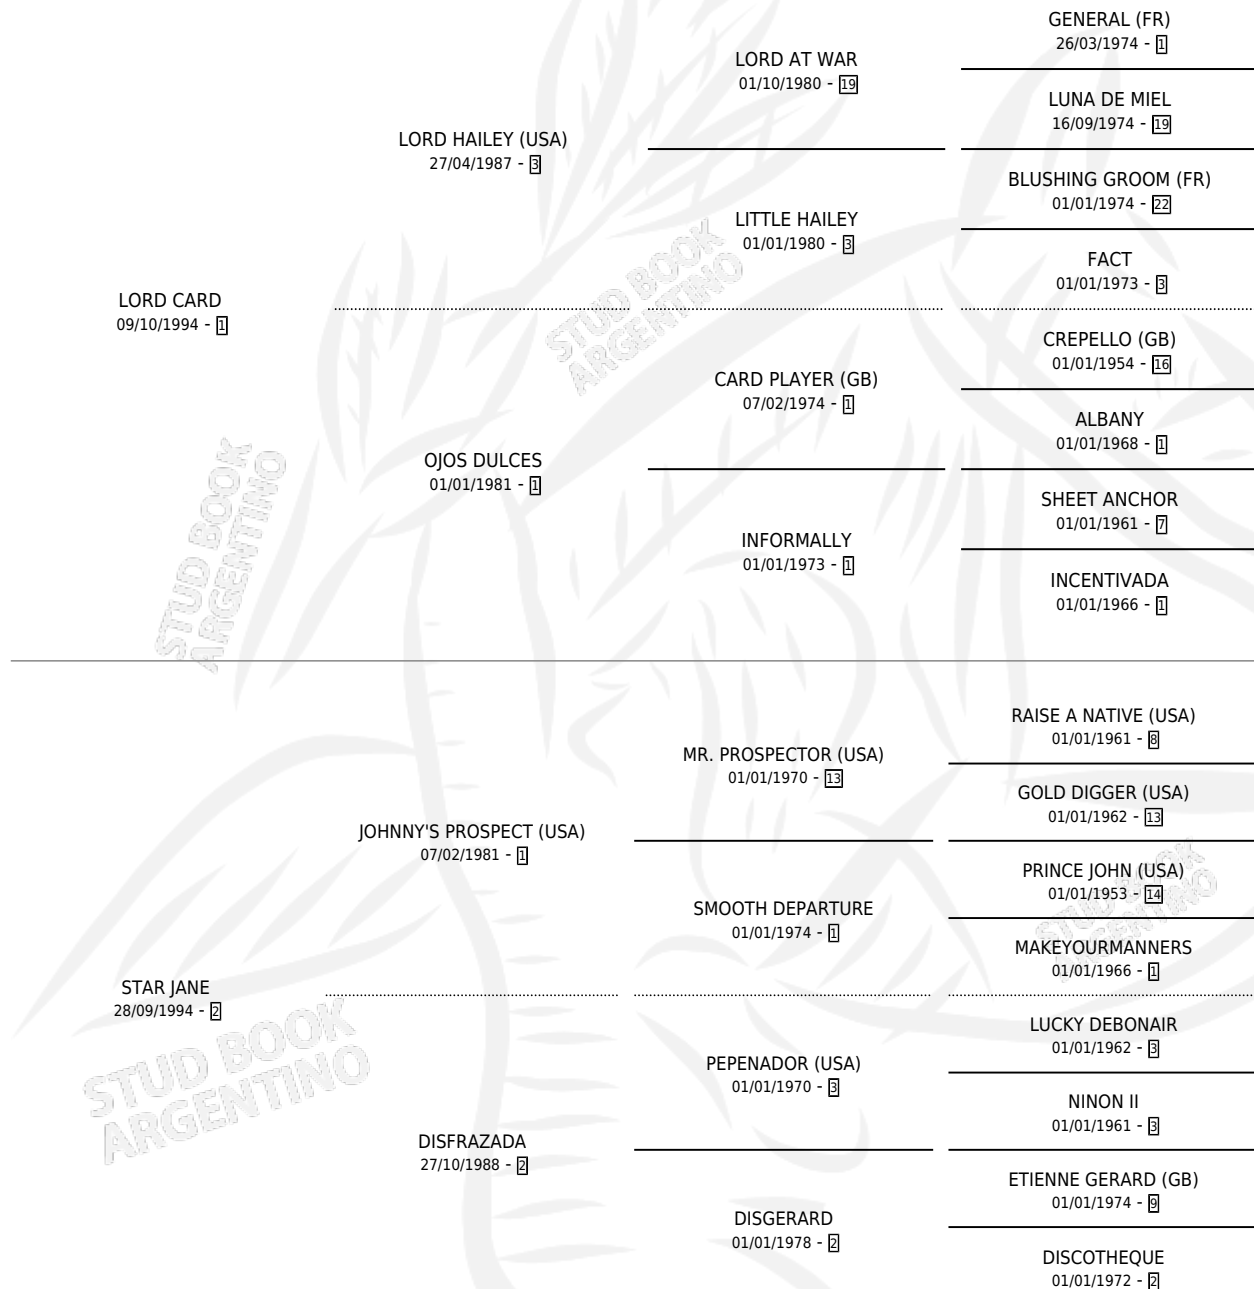 GENERAL (FR)
26/03/1974 - 1
LORD AT WAR
01/10/1980 - 19
LUNA DE MIEL
16/09/1974 - 19
LORD HAILEY (USA)
27/04/1987 - 3
BLUSHING GROOM (FR)
01/01/1974 - 22
LITTLE HAILEY
01/01/1980 - 3
FACT
01/01/1973 - 3
LORD CARD
09/10/1994 - 1
CREPELLO (GB)
01/01/1954 - 16
CARD PLAYER (GB)
07/02/1974 - 1
ALBANY
01/01/1968 - 1
OJOS DULCES
01/01/1981 - 1
SHEET ANCHOR
01/01/1961 - 7
INFORMALLY
01/01/1973 - 1
INCENTIVADA
01/01/1966 - 1
RAISE A NATIVE (USA)
01/01/1961 - 8
MR. PROSPECTOR (USA)
01/01/1970 - 13
GOLD DIGGER (USA)
01/01/1962 - 13
JOHNNY'S PROSPECT (USA)
07/02/1981 - 1
PRINCE JOHN (USA)
01/01/1953 - 14
SMOOTH DEPARTURE
01/01/1974 - 1
MAKEYOURMANNERS
01/01/1966 - 1
STAR JANE
28/09/1994 - 2
LUCKY DEBONAIR
01/01/1962 - 3
PEPENADOR (USA)
01/01/1970 - 3
NINON II
01/01/1961 - 3
DISFRAZADA
27/10/1988 - 2
ETIENNE GERARD (GB)
01/01/1974 - 9
DISGERARD
01/01/1978 - 2
DISCOTHEQUE
01/01/1972 - 2
STUD BOOK
ARGENTINO
STUD BOOK
ARGENTINO
STUD BOOK
ARGENTINO
STUD BOOK
ARGENTINO